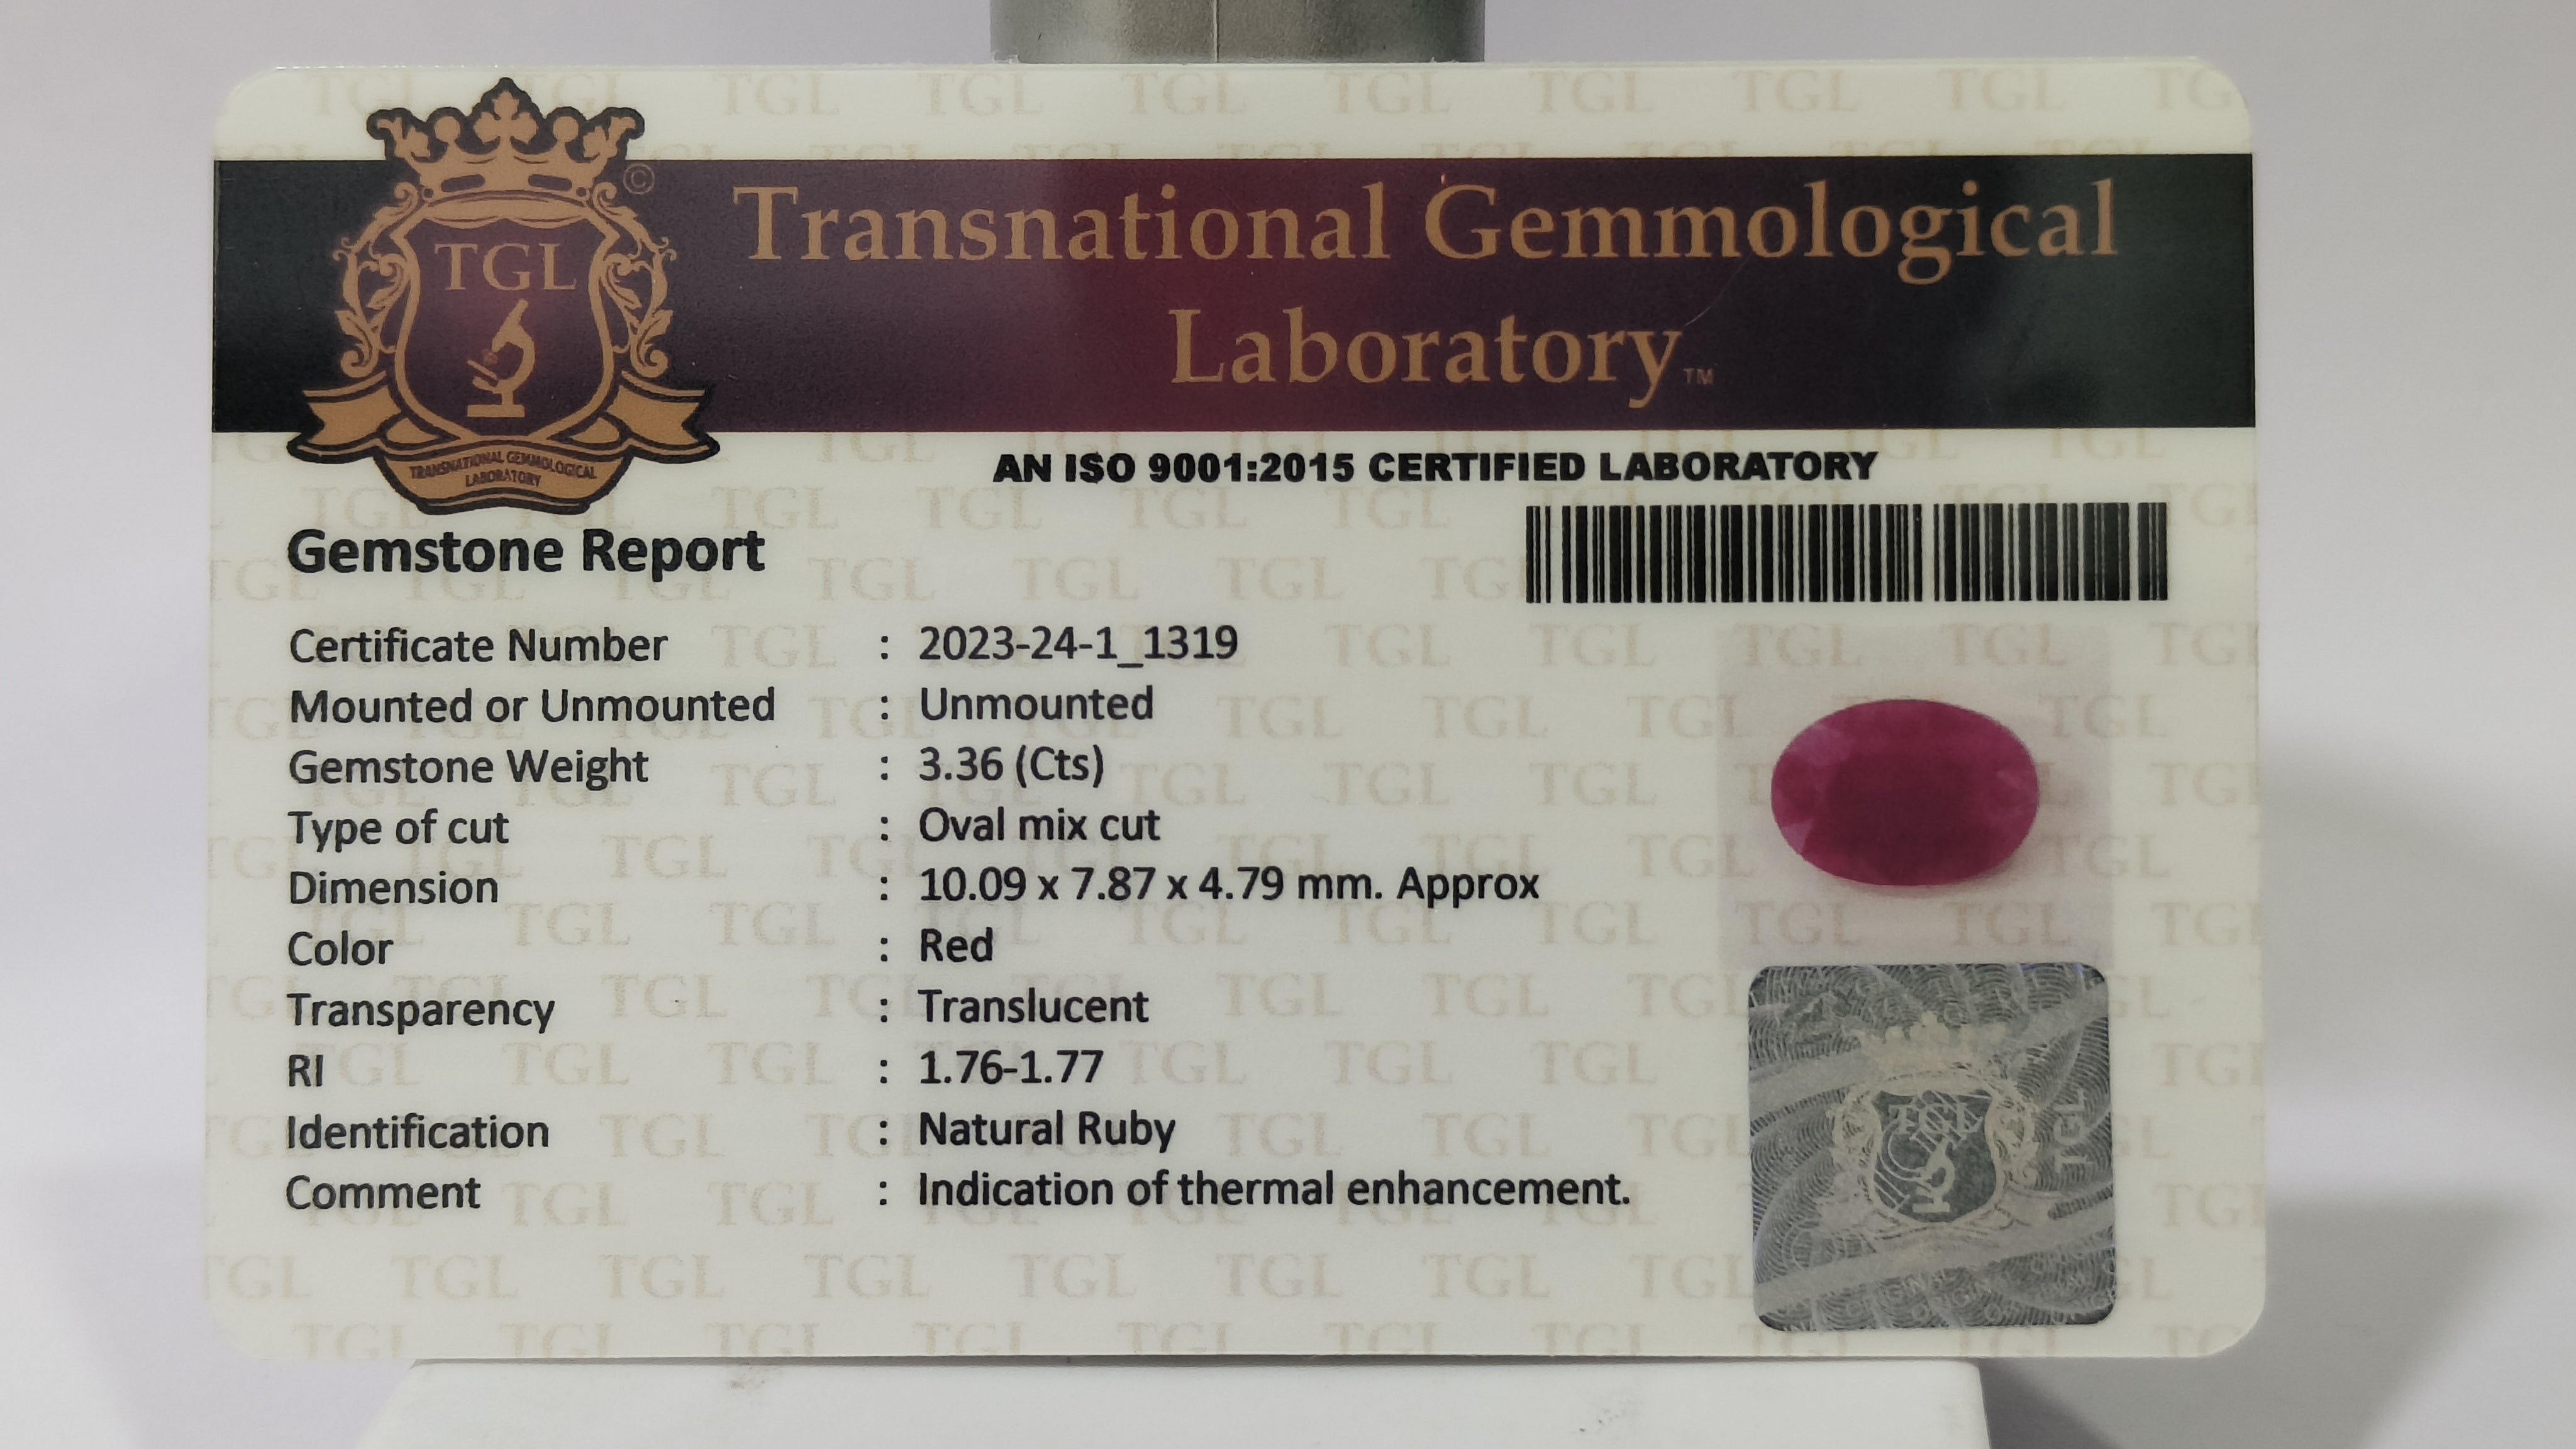 TGL
©
TRANSNATIONAL GEMMOLOGICAL
LABORATORY
Transnational Gemmological
Laboratory™
AN ISO 9001:2015 CERTIFIED LABORATORY
Gemstone Report
Certificate Number : 2023-24-1_1319
Mounted or Unmounted : Unmounted
Gemstone Weight : 3.36 (Cts)
Type of cut : Oval mix cut
Dimension : 10.09 x 7.87 x 4.79 mm. Approx
Color : Red
Transparency : Translucent
RI : 1.76-1.77
Identification : Natural Ruby
Comment : Indication of thermal enhancement.
TGL
TGL